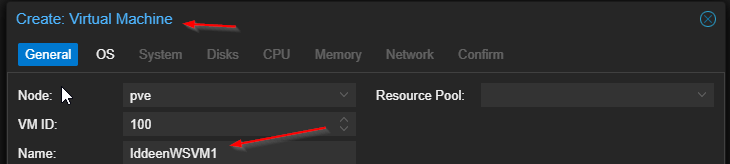 Create: Virtual Machine
General OS System Disks CPU Memory Network Confirm
Node: pve Resource Pool:
VM ID: 100
Name: IddeenWSVM1